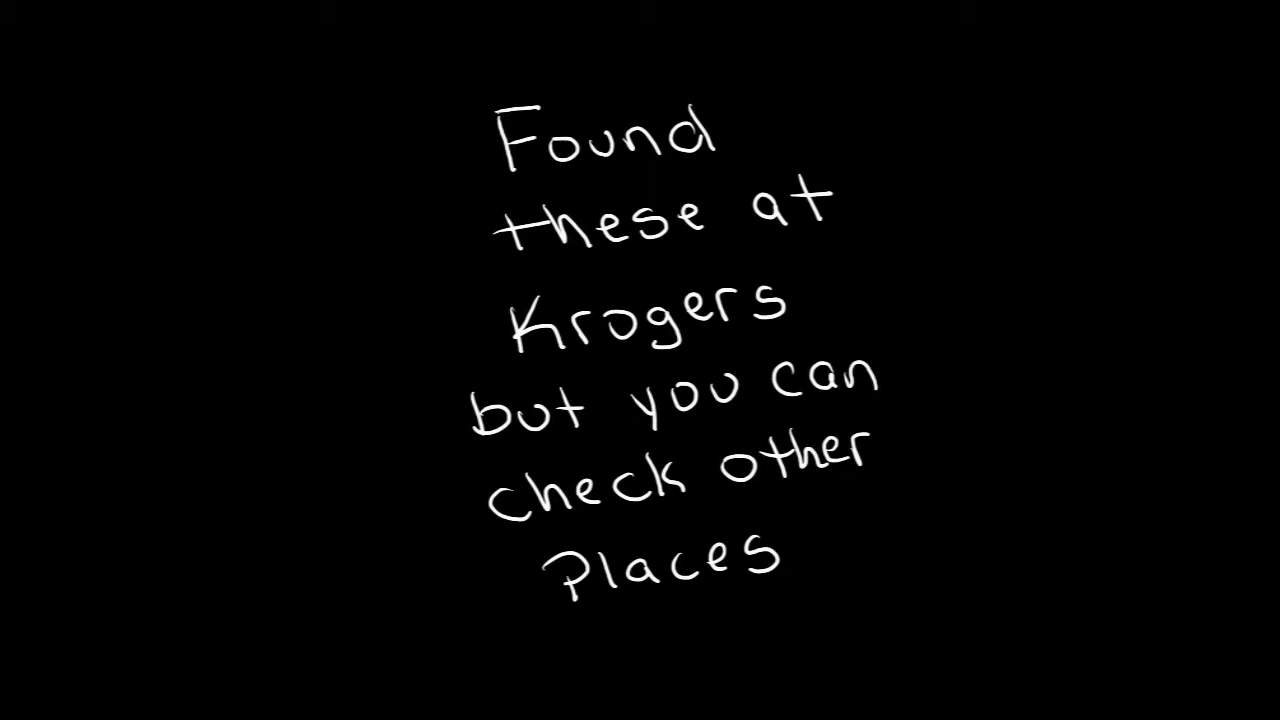 Found
these at
Krogers
but you can
check other
Places